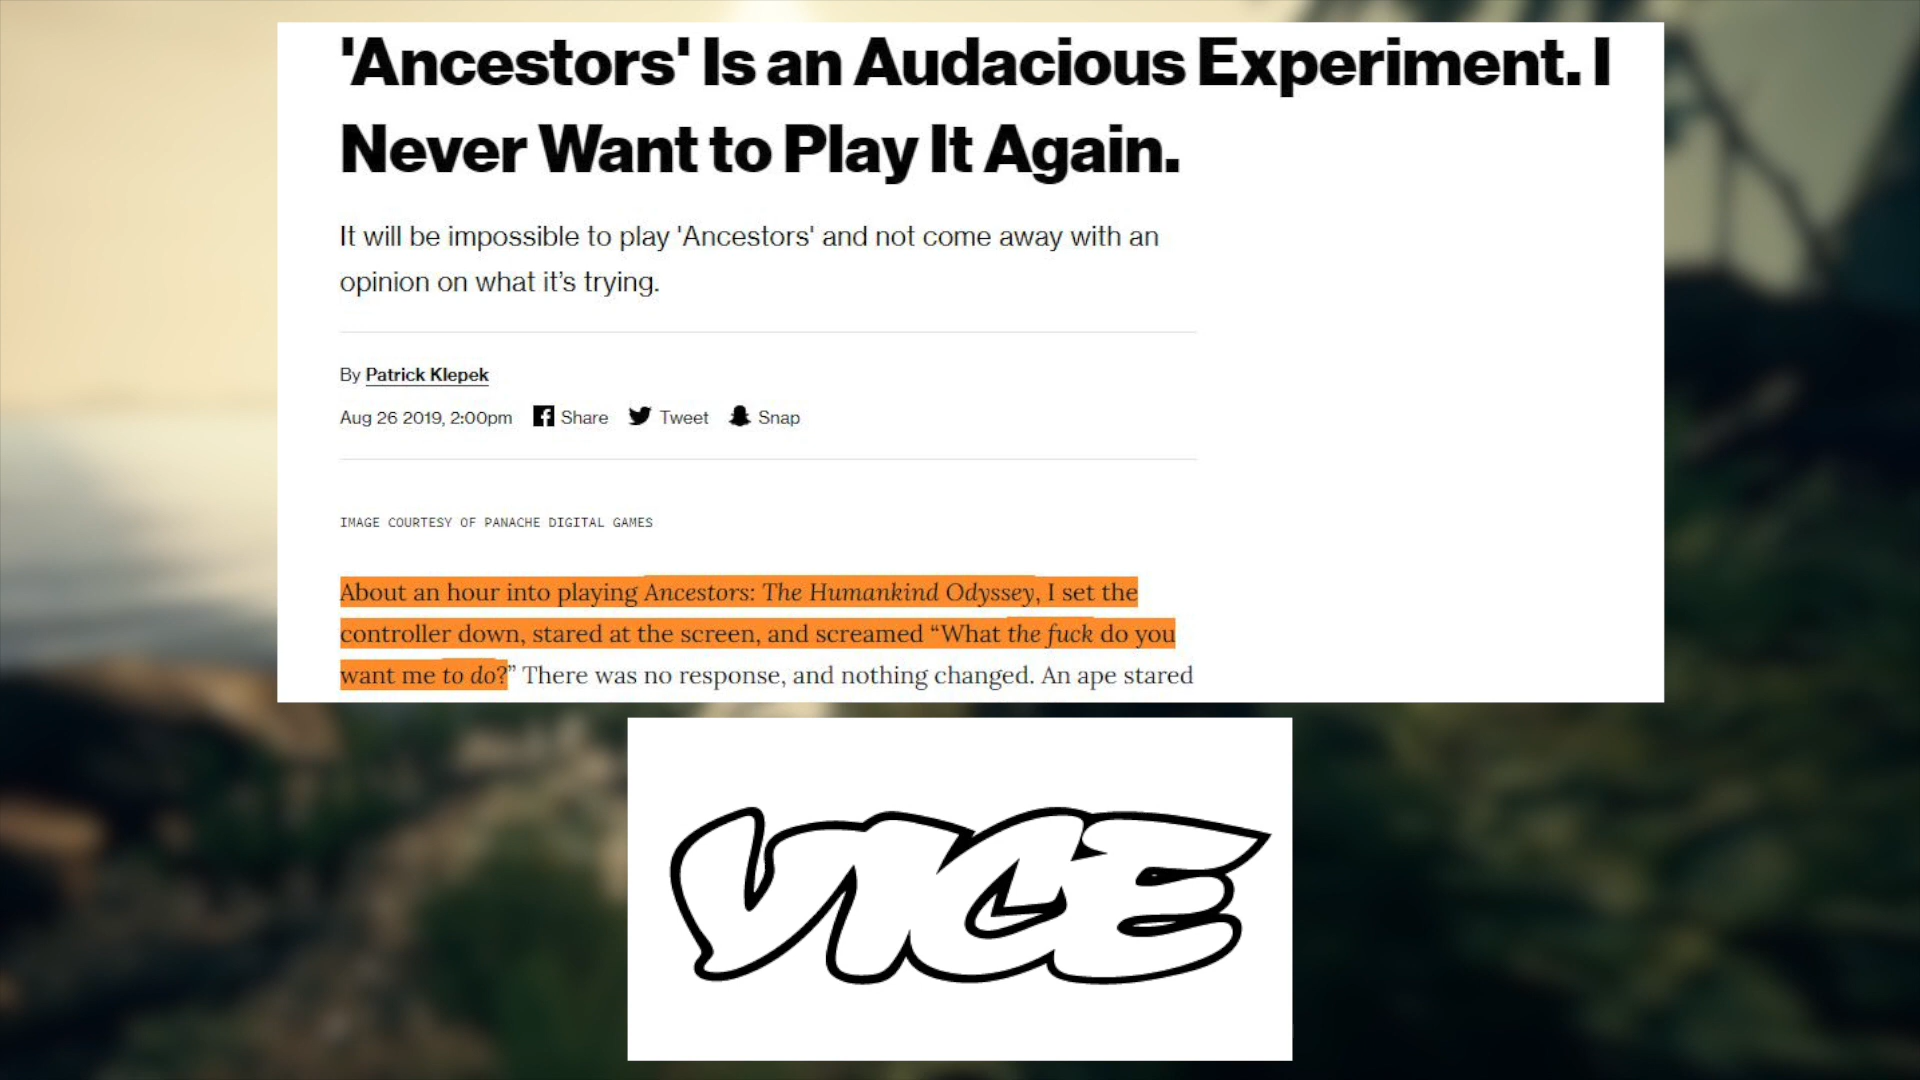 'Ancestors' Is an Audacious Experiment. I
Never Want to Play It Again.
It will be impossible to play 'Ancestors' and not come away with an
opinion on what it’s trying.
By Patrick Klepek
Aug 26 2019, 2:00pm Share Tweet Snap
IMAGE COURTESY OF PANACHE DIGITAL GAMES
About an hour into playing Ancestors: The Humankind Odyssey, I set the
controller down, stared at the screen, and screamed “What the fuck do you
want me to do?” There was no response, and nothing changed. An ape stared
VICE